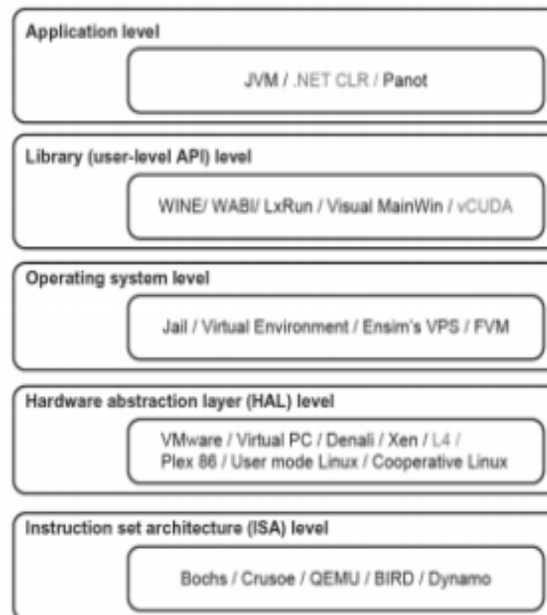 Application level
JVM / .NET CLR / Panot
Library (user-level API) level
WINE/ WABI/ LxRun / Visual MainWin / vCUDA
Operating system level
Jail / Virtual Environment / Ensim's VPS / FVM
Hardware abstraction layer (HAL) level
VMware / Virtual PC / Denali / Xen / L4 /
Plex 86 / User mode Linux / Cooperative Linux
Instruction set architecture (ISA) level
Bochs / Crusoe / QEMU / BIRD / Dynamo